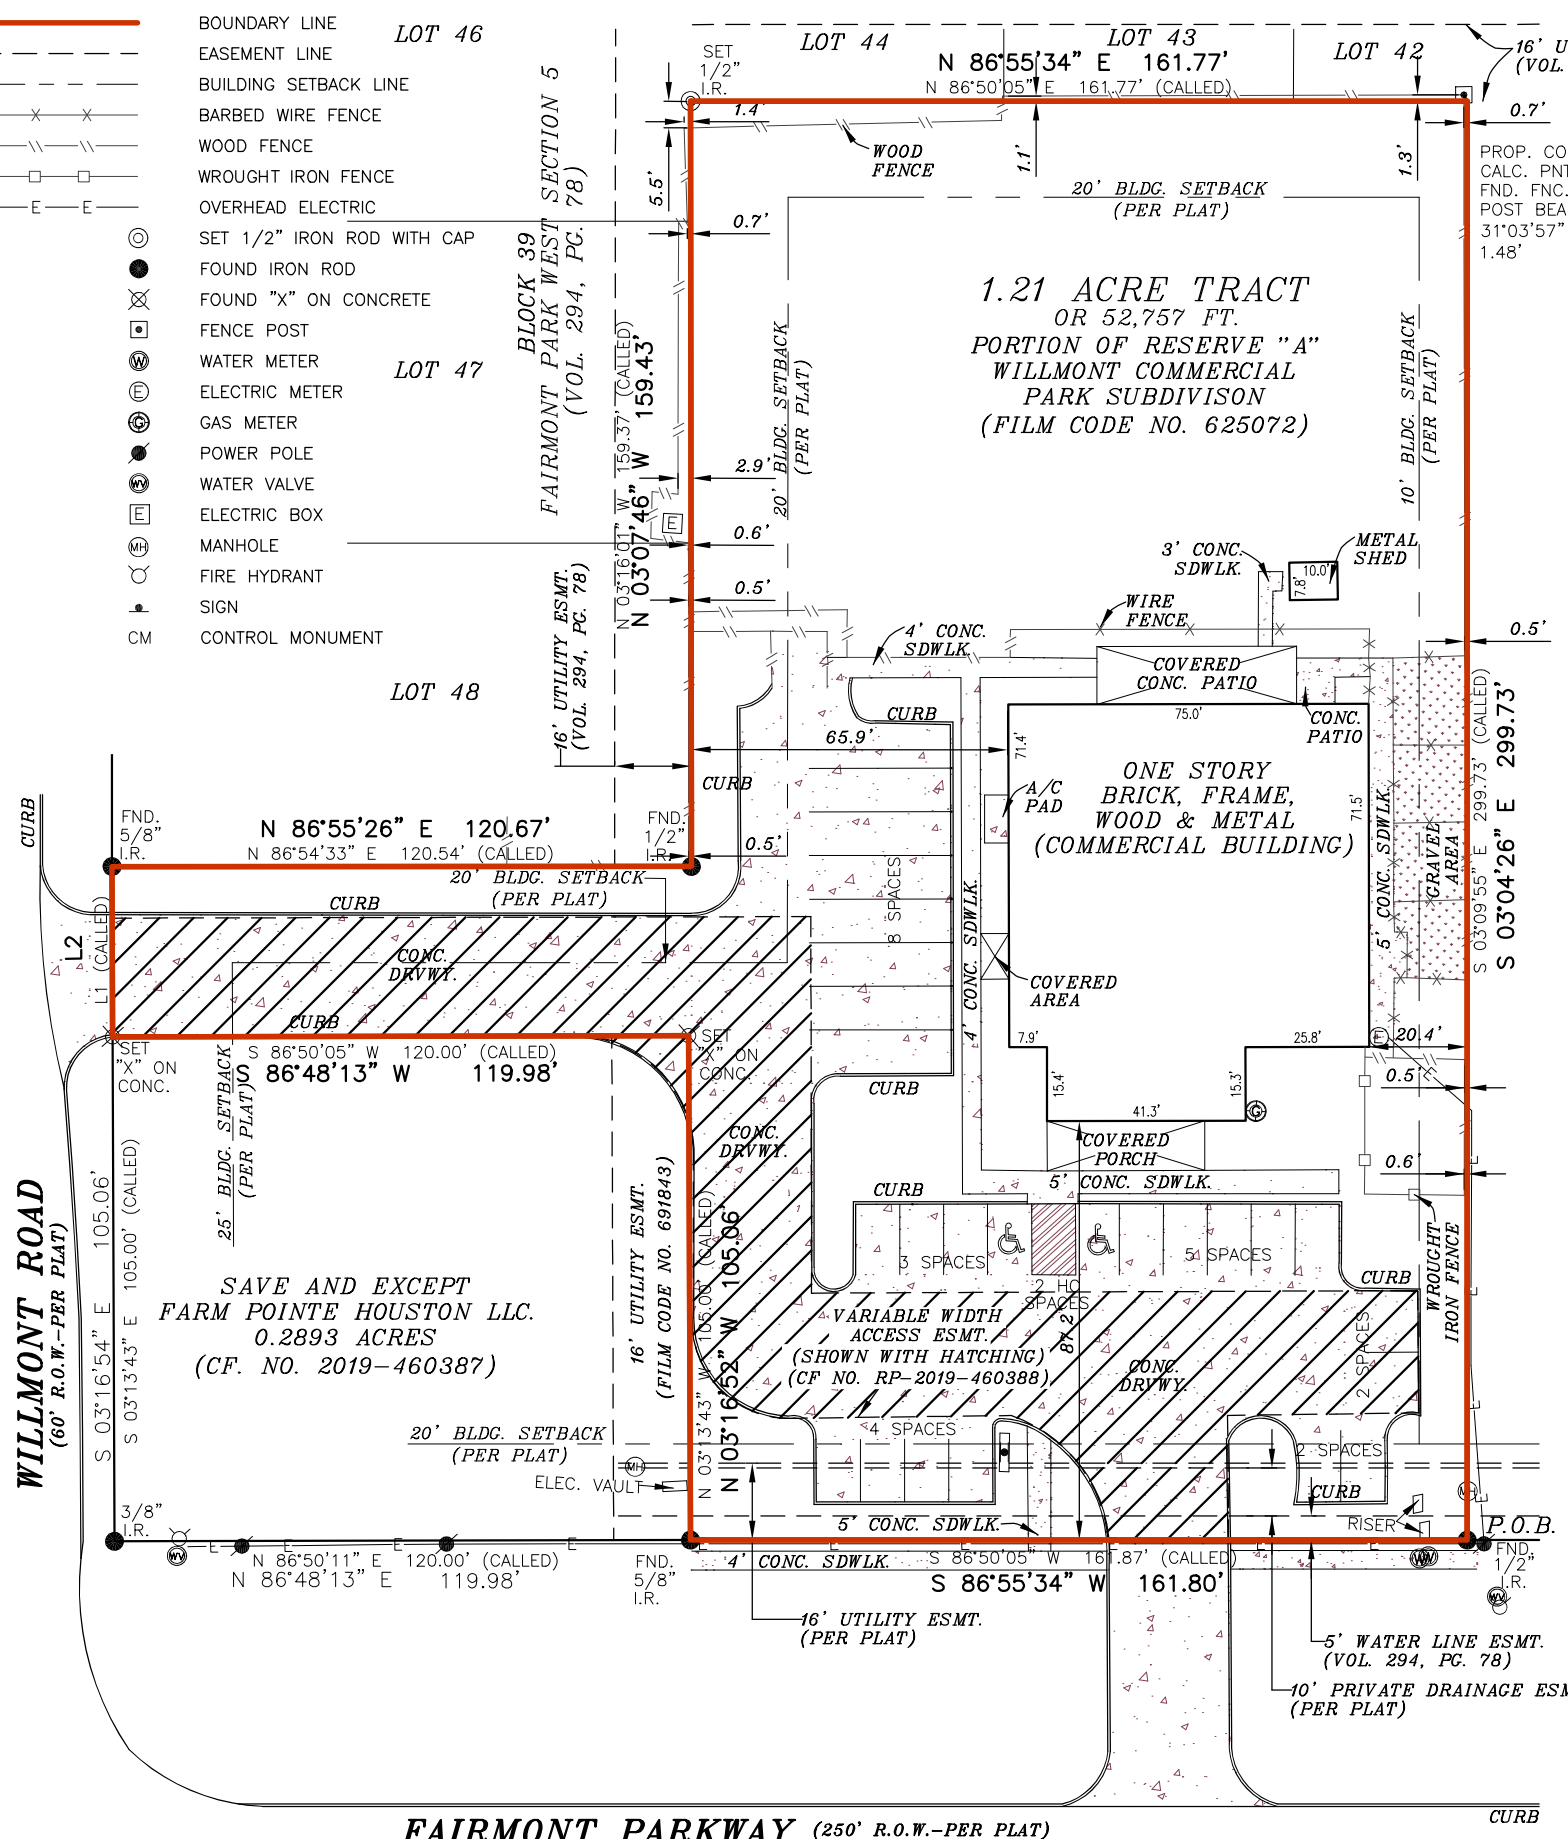 BOUNDARY LINE
EASEMENT LINE
BUILDING SETBACK LINE
BARBED WIRE FENCE
WOOD FENCE
WROUGHT IRON FENCE
OVERHEAD ELECTRIC
SET 1/2" IRON ROD WITH CAP
FOUND IRON ROD
FOUND "X" ON CONCRETE
FENCE POST
WATER METER
ELECTRIC METER
GAS METER
POWER POLE
WATER VALVE
ELECTRIC BOX
MANHOLE
FIRE HYDRANT
SIGN
CM CONTROL MONUMENT
LOT 46
LOT 47
LOT 48
BLOCK 39
FAIRMONT PARK WEST SECTION 5
(VOL. 294, PG. 78)
LOT 44
LOT 43
LOT 42
SET
1/2"
I.R.
N 86°55'34" E 161.77'
N 86°50'05" E 161.77' (CALLED)
16' U
(VOL.
1.4'
5.5'
0.7'
WOOD
FENCE
1.1'
1.3'
0.7'
PROP. CO
CALC. PNT
FND. FNC.
POST BEA
31°03'57"
1.48'
20' BLDG. SETBACK
(PER PLAT)
1.21 ACRE TRACT
OR 52,757 FT.
PORTION OF RESERVE "A"
WILLMONT COMMERCIAL
PARK SUBDIVISON
(FILM CODE NO. 625072)
20' BLDG. SETBACK
(PER PLAT)
10' BLDG. SETBACK
(PER PLAT)
N 03°16'01" W 159.37' (CALLED)
N 03°07'46" W 159.43'
2.9'
0.6'
0.5'
E
16' UTILITY ESMT.
(VOL. 294, PG. 78)
3' CONC.
SDWLK.
METAL
SHED
10.0'
7.8'
WIRE
FENCE
4' CONC.
SDWLK.
COVERED
CONC. PATIO
CONC.
PATIO
0.5'
S 03°09'55" E 299.73' (CALLED)
S 03°04'26" E 299.73'
CURB
65.9'
CURB
75.0'
71.4'
71.5'
A/C
PAD
ONE STORY
BRICK, FRAME,
WOOD & METAL
(COMMERCIAL BUILDING)
5' CONC. SDWLK.
GRAVEL
AREA
CURB
FND.
5/8"
I.R.
N 86°55'26" E 120.67'
N 86°54'33" E 120.54' (CALLED)
FND.
1/2"
I.R.
0.5'
20' BLDG. SETBACK
(PER PLAT)
CURB
8 SPACES
4' CONC. SDWLK.
COVERED
AREA
L2
L1 (CALLED)
CONC.
DRVWY.
CURB
SET
"X" ON
CONC.
S 86°50'05" W 120.00' (CALLED)
S 86°48'13" W 119.98'
SET
"X" ON
CONC.
7.9'
25.8'
E
20.4'
15.4'
15.3'
41.3'
G
CURB
0.5'
0.6'
25' BLDG. SETBACK
(PER PLAT)
CONC.
DRVWY.
COVERED
PORCH
5' CONC. SDWLK.
CURB
WILLMONT ROAD
(60' R.O.W.-PER PLAT)
S 03°16'54" E 105.06'
S 03°13'43" E 105.00' (CALLED)
16' UTILITY ESMT.
(FILM CODE NO. 691843)
N 03°13'43" W 105.00' (CALLED)
N 03°16'52" W 105.06'
SAVE AND EXCEPT
FARM POINTE HOUSTON LLC.
0.2893 ACRES
(CF. NO. 2019-460387)
3 SPACES
2 HC
SPACES
5 SPACES
CURB
WROUGHT
IRON FENCE
VARIABLE WIDTH
ACCESS ESMT.
(SHOWN WITH HATCHING)
(CF NO. RP-2019-460388)
87.2'
CONC.
DRVWY.
2 SPACES
20' BLDG. SETBACK
(PER PLAT)
4 SPACES
2 SPACES
MH
ELEC. VAULT
CURB
MH
RISER
3/8"
I.R.
WV
N 86°50'11" E 120.00' (CALLED)
N 86°48'13" E 119.98'
FND.
5/8"
I.R.
5' CONC. SDWLK.
4' CONC. SDWLK.
S 86°50'05" W 161.87' (CALLED)
S 86°55'34" W 161.80'
P.O.B.
FND.
1/2"
I.R.
16' UTILITY ESMT.
(PER PLAT)
5' WATER LINE ESMT.
(VOL. 294, PG. 78)
10' PRIVATE DRAINAGE ESM
(PER PLAT)
CURB
FAIRMONT PARKWAY (250' R.O.W.-PER PLAT)